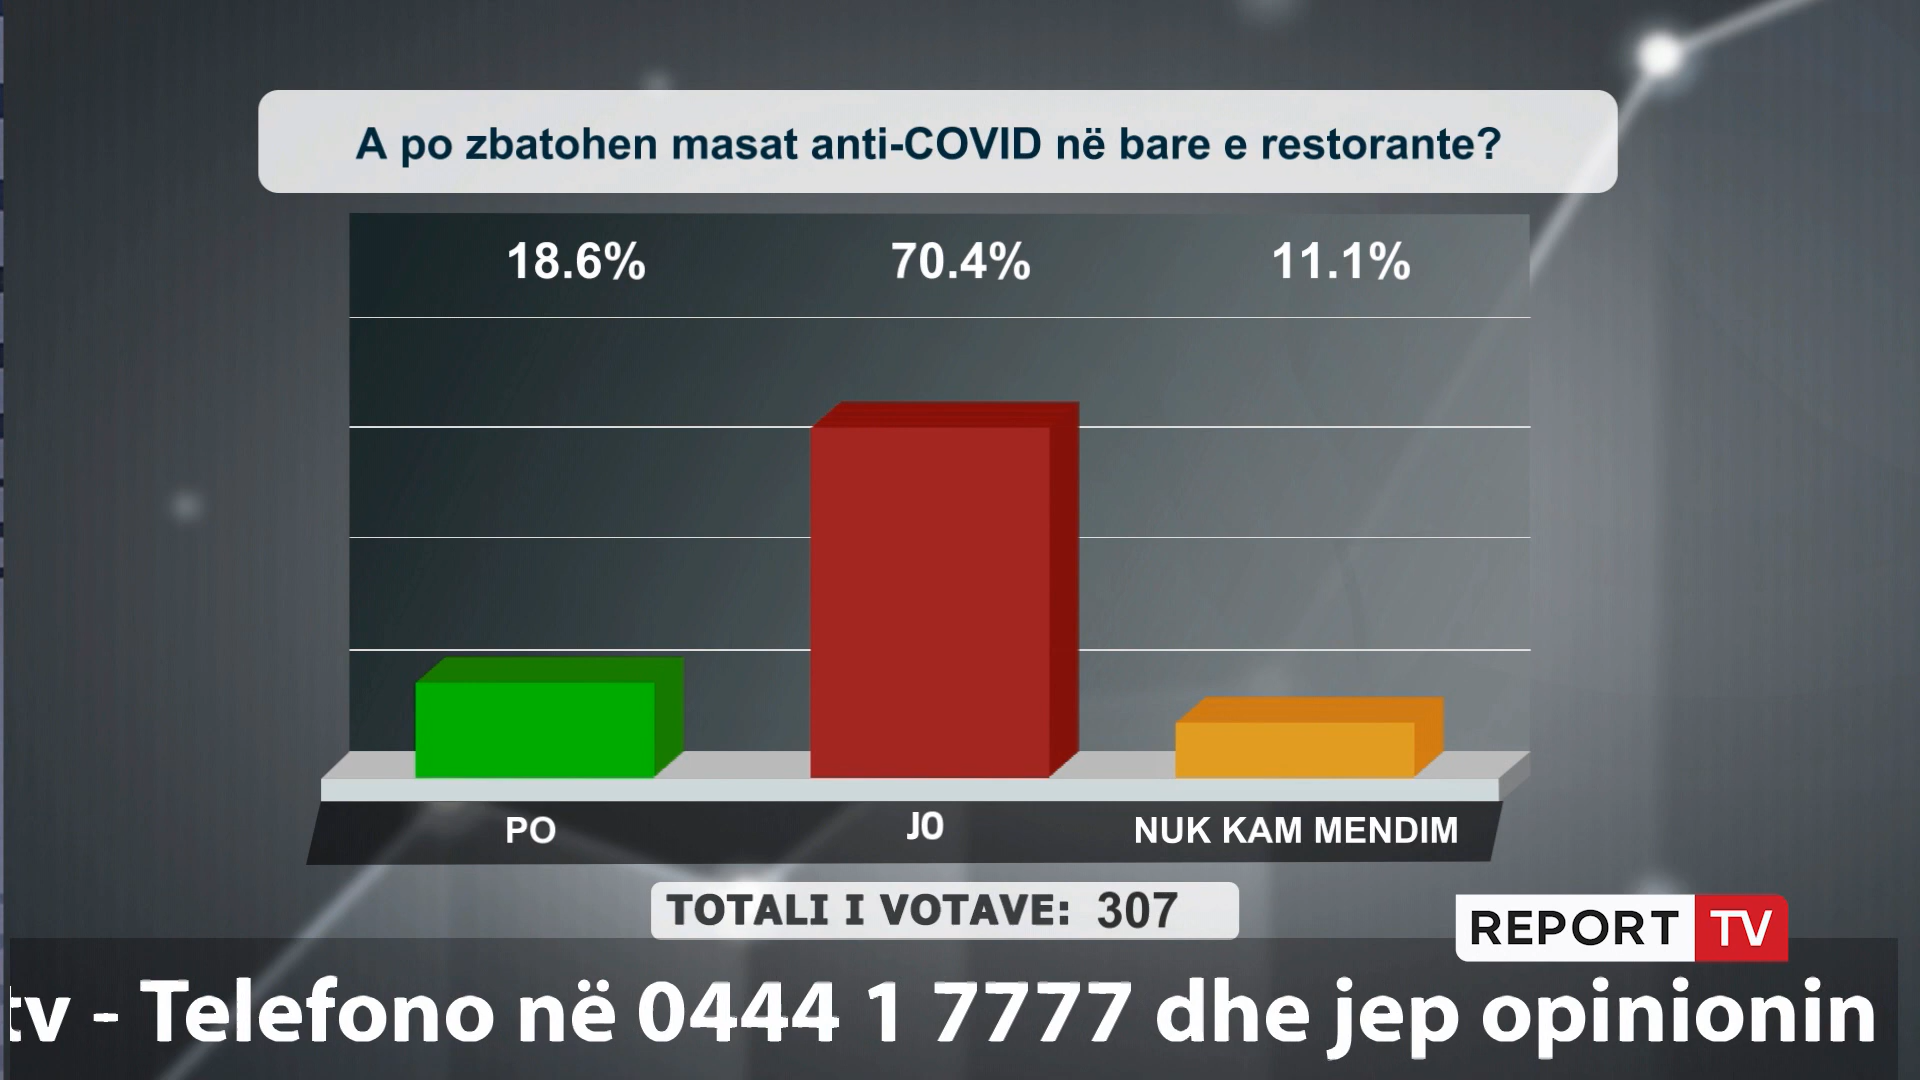 A po zbatohen masat anti-COVID në bare e restorante?
18.6% 70.4% 11.1%
PO JO NUK KAM MENDIM
TOTALI I VOTAVE: 307
REPORT TV
tv - Telefono në 0444 1 7777 dhe jep opinionin